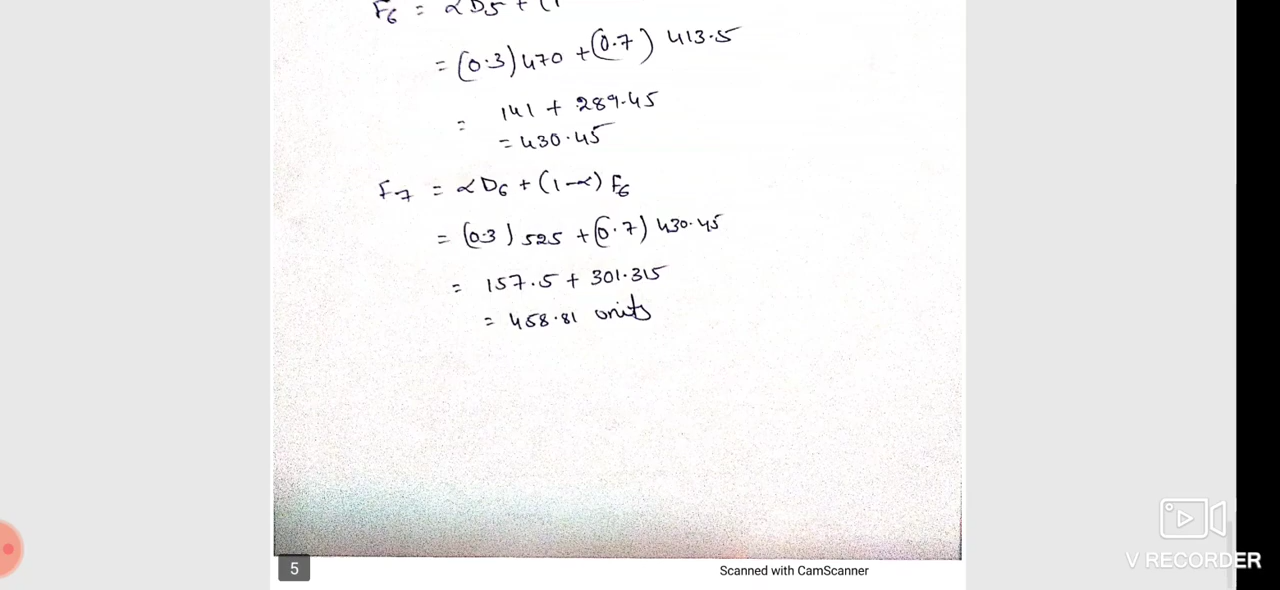 F6 = αD5 + (1
= (0.3) 470 + (0.7) 413.5
= 141 + 289.45
= 430.45
F7 = αD6 + (1-α) F6
= (0.3) 525 + (0.7) 430.45
= 157.5 + 301.315
= 458.81 units
V RECORDER
5
Scanned with CamScanner